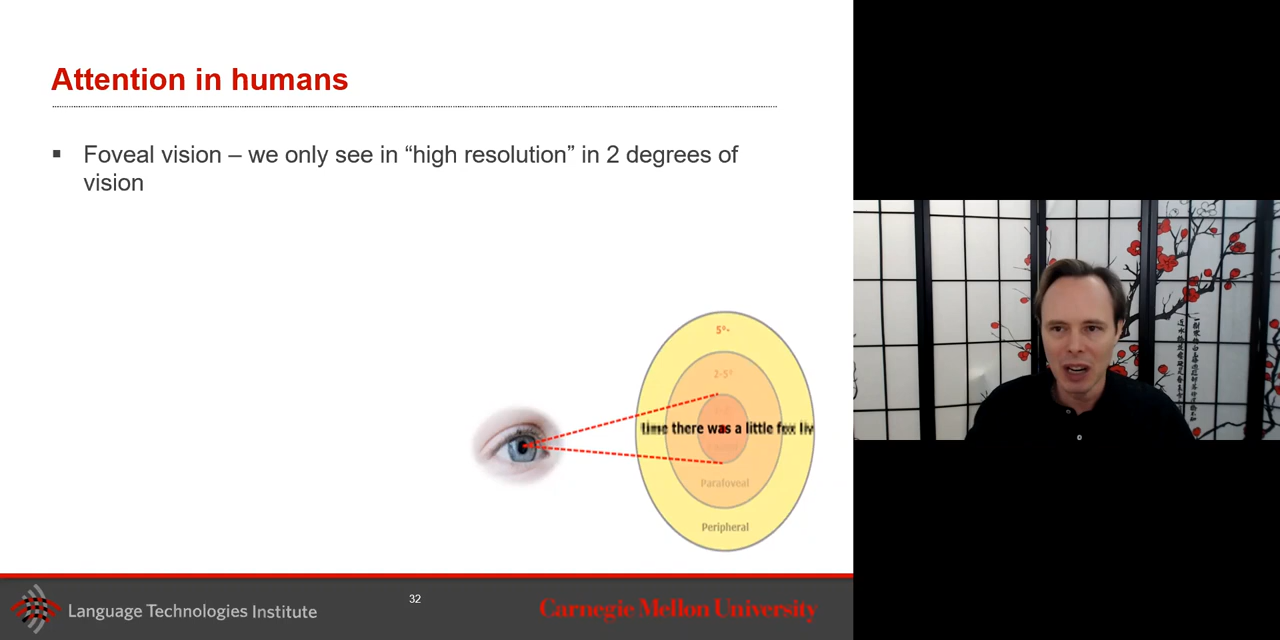 Attention in humans
▪ Foveal vision – we only see in “high resolution” in 2 degrees of
vision
5°-
2-5°
time there was a little fox liv
Parafoveal
Peripheral
Language Technologies Institute
32
Carnegie Mellon University